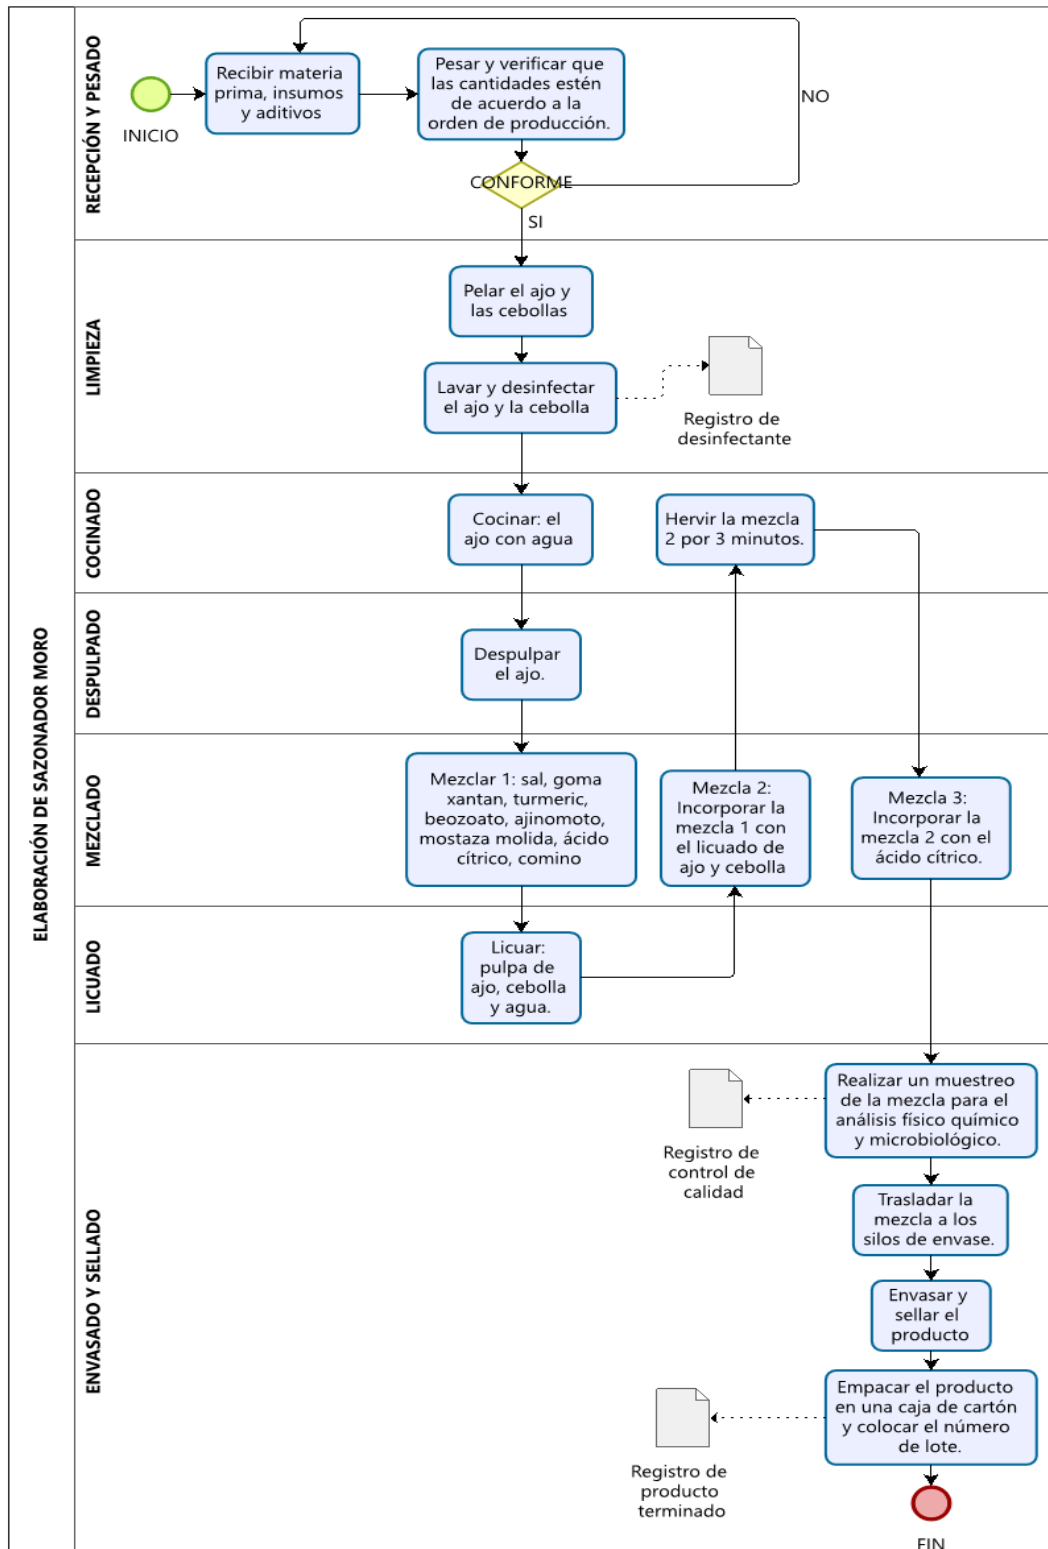 ELABORACIÓN DE SAZONADOR MORO
RECEPCIÓN Y PESADO
INICIO
Recibir materia
prima, insumos
y aditivos
Pesar y verificar que
las cantidades estén
de acuerdo a la
orden de producción.
CONFORME
NO
SI
LIMPIEZA
Pelar el ajo y
las cebollas
Lavar y desinfectar
el ajo y la cebolla
Registro de
desinfectante
COCINADO
Cocinar: el
ajo con agua
Hervir la mezcla
2 por 3 minutos.
DESPULPADO
Despulpar
el ajo.
MEZCLADO
Mezclar 1: sal, goma
xantan, turmeric,
beozoato, ajinomoto,
mostaza molida, ácido
cítrico, comino
Mezcla 2:
Incorporar la
mezcla 1 con
el licuado de
ajo y cebolla
Mezcla 3:
Incorporar la
mezcla 2 con el
ácido cítrico.
LICUADO
Licuar:
pulpa de
ajo, cebolla
y agua.
ENVASADO Y SELLADO
Realizar un muestreo
de la mezcla para el
análisis físico químico
y microbiológico.
Registro de
control de
calidad
Trasladar la
mezcla a los
silos de envase.
Envasar y
sellar el
producto
Empacar el producto
en una caja de cartón
y colocar el número
de lote.
Registro de
producto
terminado
FIN